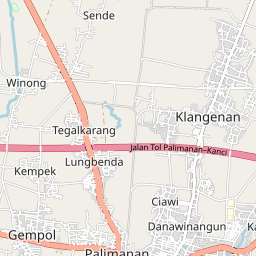 Sende
Winong
Klangenan
Tegalkarang
Jalan Tol Palimanan–Kanci
Lungbenda
Kempek
Ciawi
Danawinangun
Gempol
Palimanan